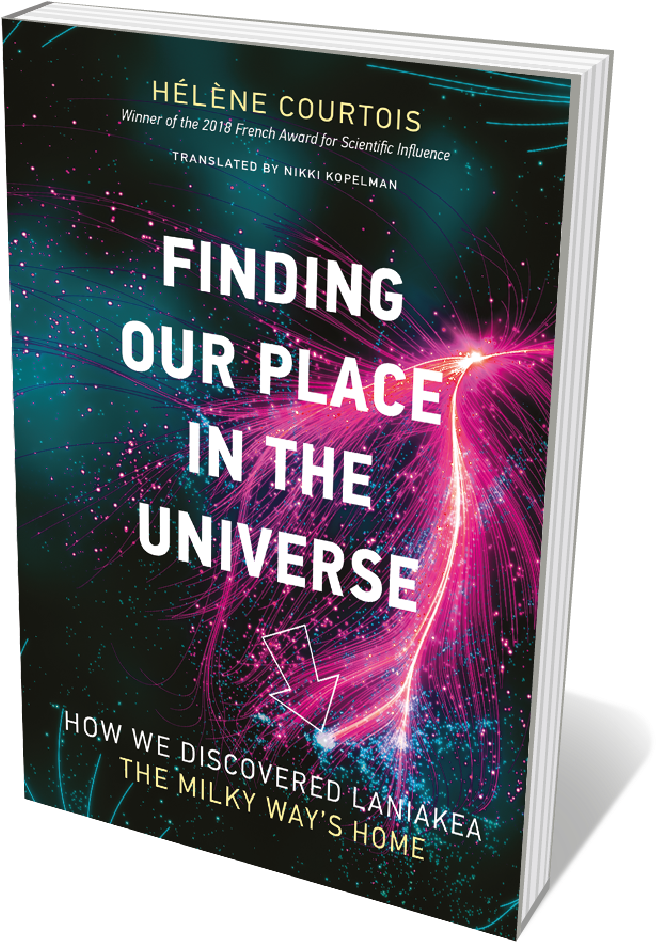 HÉLÈNE COURTOIS
Winner of the 2018 French Award for Scientific Influence
TRANSLATED BY NIKKI KOPELMAN
FINDING
OUR PLACE
IN THE
UNIVERSE
HOW WE DISCOVERED LANIAKEA
THE MILKY WAY'S HOME